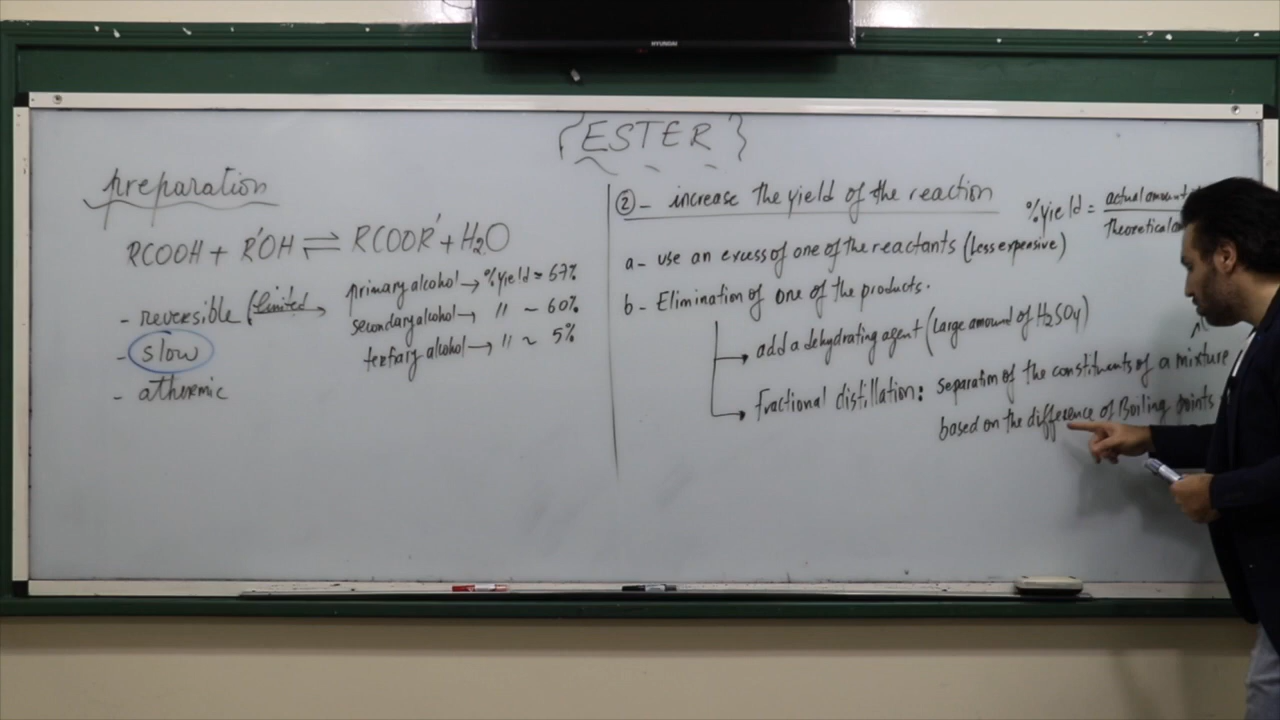 HYUNDAI
{ESTER}
preparation
RCOOH + R'OH ⇌ RCOOR' + H2O
- reversible (limited → primary alcohol → % yield = 67%
secondary alcohol → " ~ 60%
tertiary alcohol → " ~ 5%
- slow
- athermic
② - increase the yield of the reaction
% yield = actual amount
theoretical
a - use an excess of one of the reactants (Less expensive)
b - Elimination of one of the products.
→ add a dehydrating agent (Large amount of H2SO4)
→ Fractional distillation: separation of the constituents of a mixture
based on the difference of Boiling points